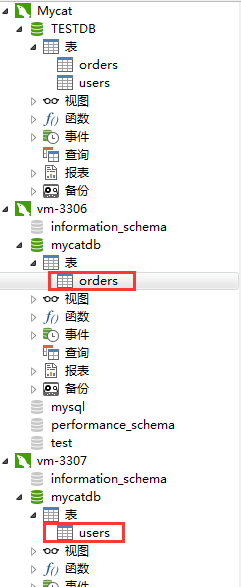 Mycat
TESTDB
表
orders
users
视图
函数
事件
查询
报表
备份
vm-3306
information_schema
mycatdb
表
orders
视图
函数
事件
查询
报表
备份
mysql
performance_schema
test
vm-3307
information_schema
mycatdb
表
users
视图
函数
事件